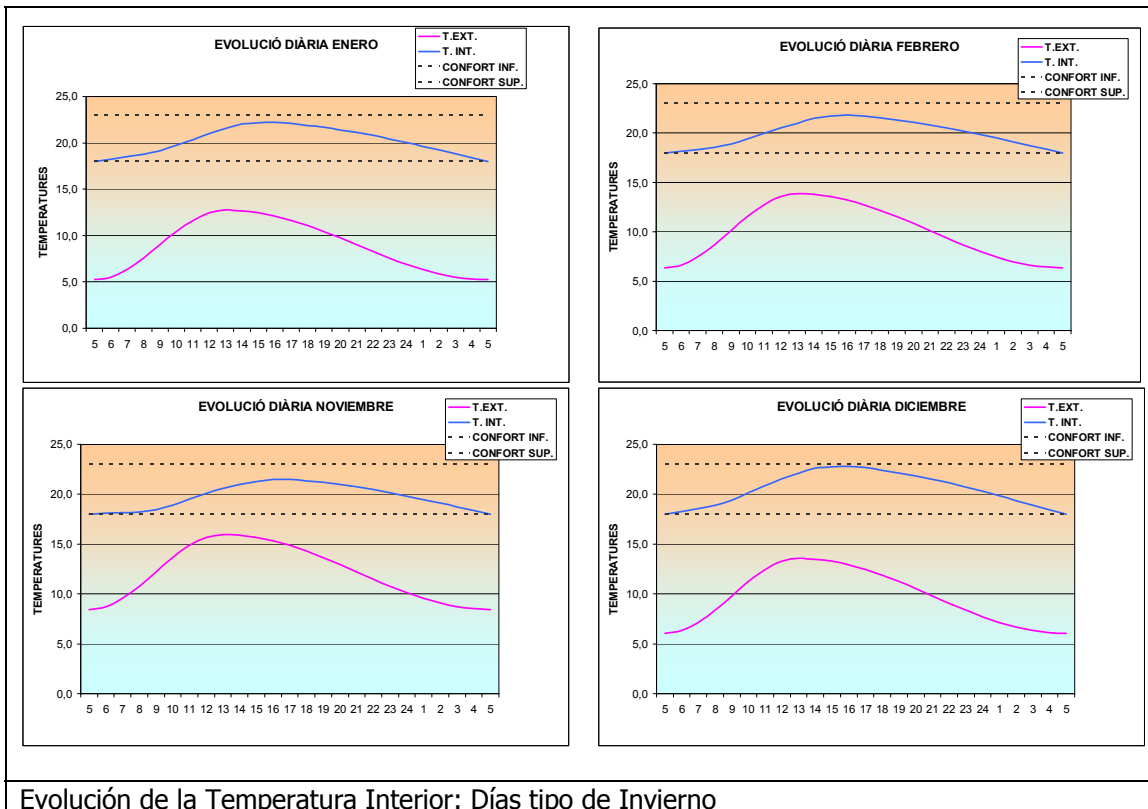 EVOLUCIÓ DIÀRIA ENERO
T.EXT.
T. INT.
CONFORT INF.
CONFORT SUP.
TEMPERATURES
25,0
20,0
15,0
10,0
5,0
0,0
5 6 7 8 9 10 11 12 13 14 15 16 17 18 19 20 21 22 23 24 1 2 3 4 5
EVOLUCIÓ DIÀRIA FEBRERO
T.EXT.
T. INT.
CONFORT INF.
CONFORT SUP.
TEMPERATURES
25,0
20,0
15,0
10,0
5,0
0,0
5 6 7 8 9 10 11 12 13 14 15 16 17 18 19 20 21 22 23 24 1 2 3 4 5
EVOLUCIÓ DIÀRIA NOVIEMBRE
T.EXT.
T. INT.
CONFORT INF.
CONFORT SUP.
TEMPERATURES
25,0
20,0
15,0
10,0
5,0
0,0
5 6 7 8 9 10 11 12 13 14 15 16 17 18 19 20 21 22 23 24 1 2 3 4 5
EVOLUCIÓ DIÀRIA DICIEMBRE
T.EXT.
T. INT.
CONFORT INF.
CONFORT SUP.
TEMPERATURES
25,0
20,0
15,0
10,0
5,0
0,0
5 6 7 8 9 10 11 12 13 14 15 16 17 18 19 20 21 22 23 24 1 2 3 4 5
Evolución de la Temperatura Interior: Días tipo de Invierno